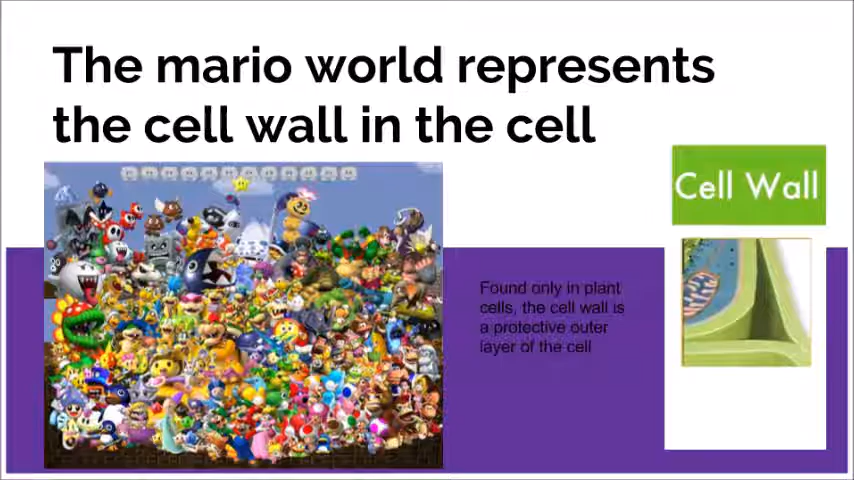 The mario world represents
the cell wall in the cell
Cell Wall
Found only in plant
cells, the cell wall is
a protective outer
layer of the cell